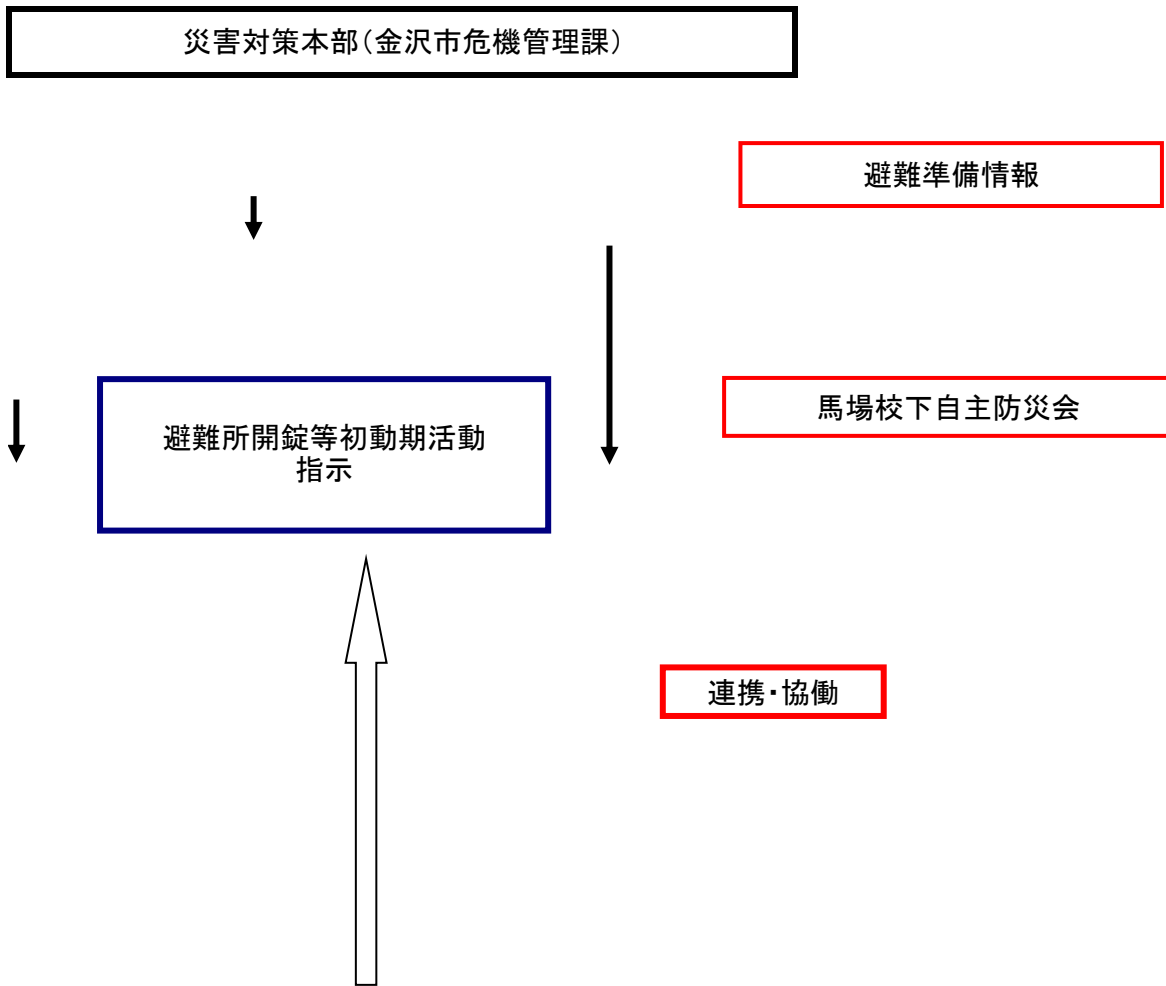 災害対策本部（金沢市危機管理課）
避難準備情報
馬場校下自主防災会
避難所開錠等初動期活動
指示
連携・協働